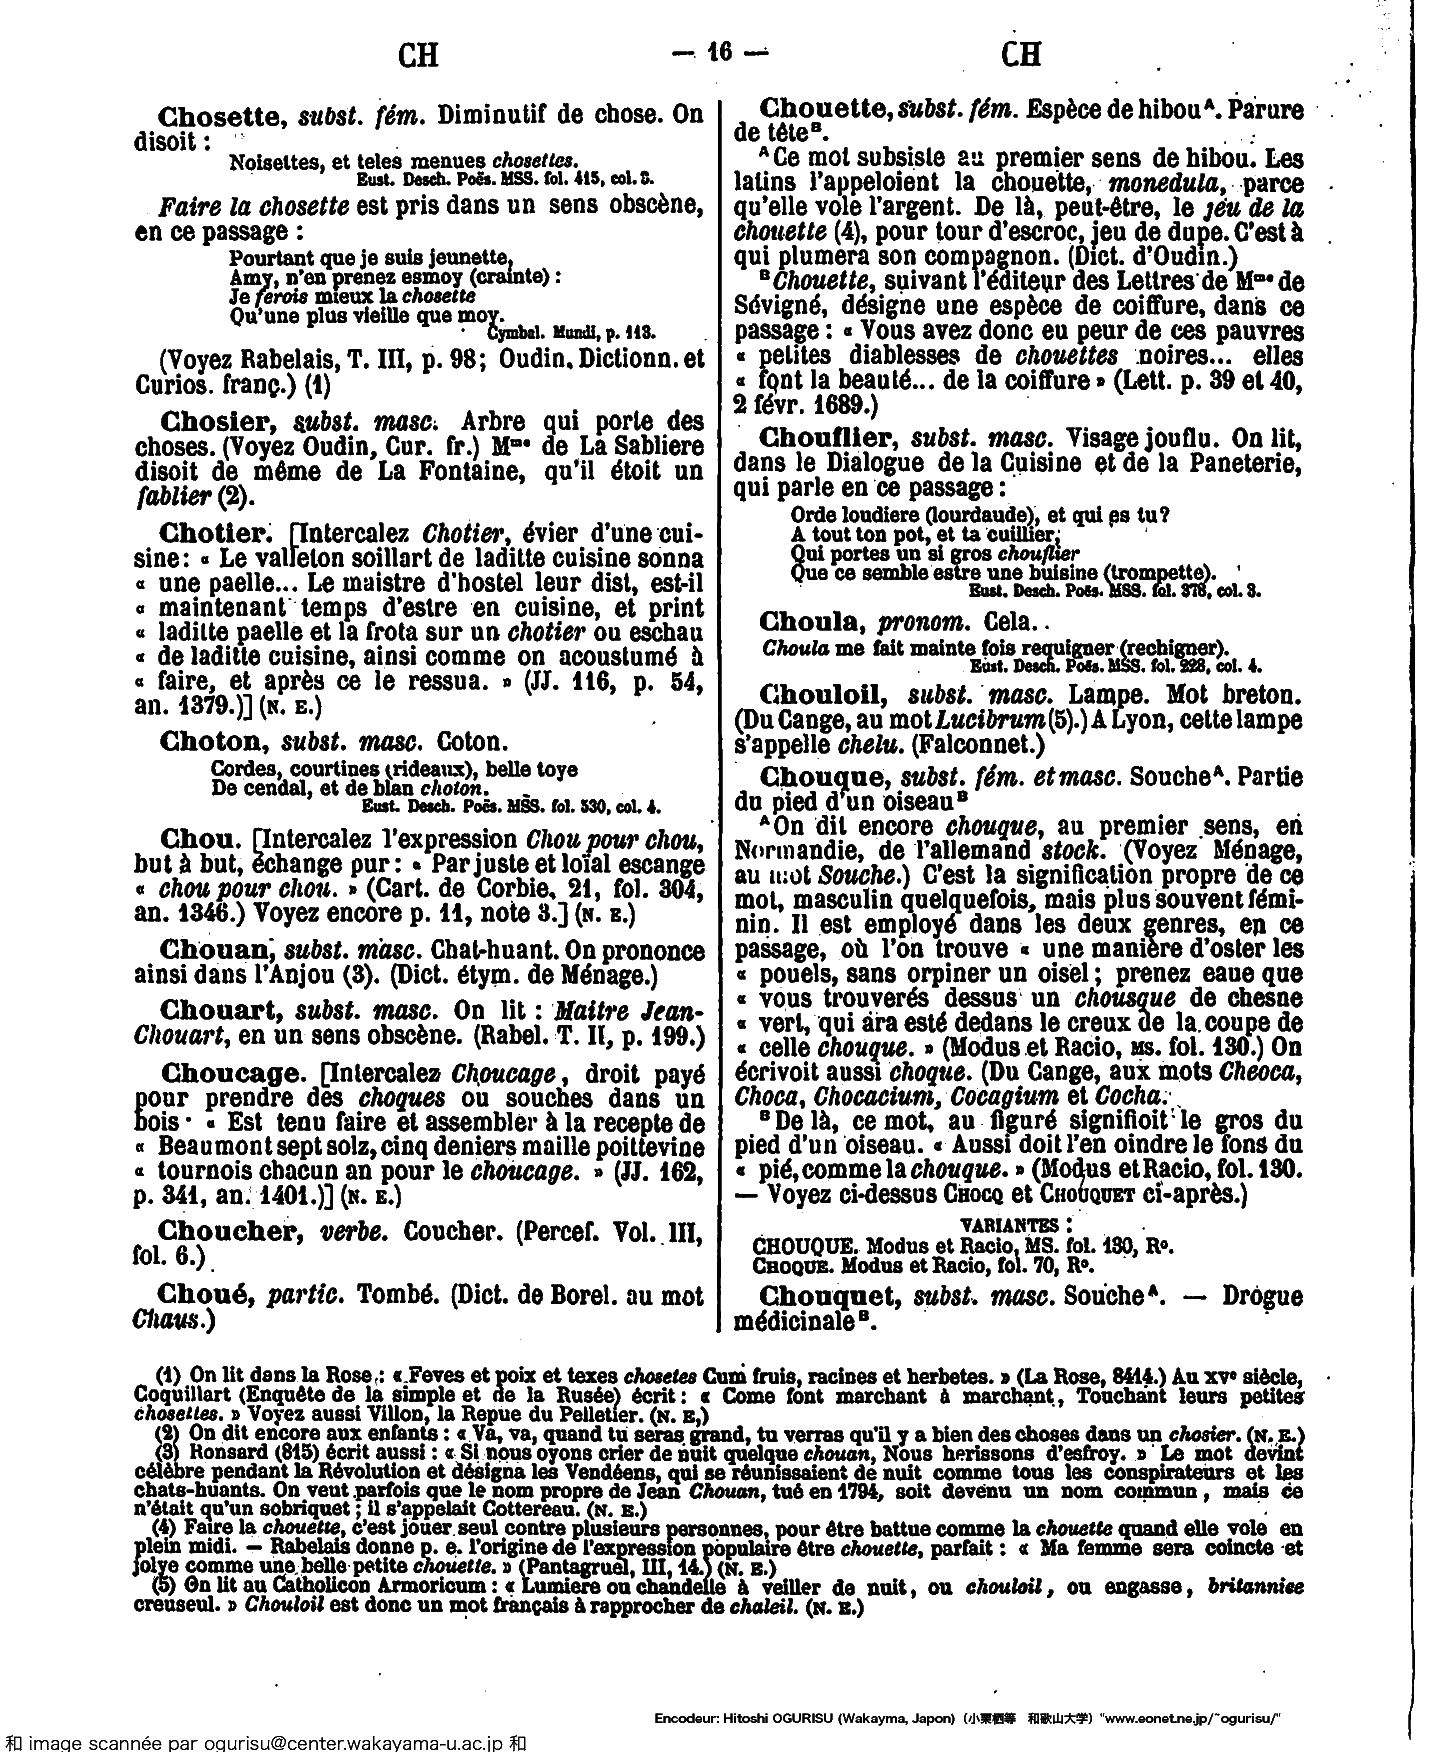 CH — 16 — CH
Chosette, subst. fém. Diminutif de chose. On
disoit :
Noisettes, et teles menues chosettes.
Eust. Desch. Poës. MSS. fol. 415, col. 3.
Faire la chosette est pris dans un sens obscène,
en ce passage :
Pourtant que je suis jeunette,
Amy, n'en prenez esmoy (crainte) :
Je ferois mieux la chosette
Qu'une plus vieille que moy.
Cymbal. Mundi, p. 113.
(Voyez Rabelais, T. III, p. 98 ; Oudin, Dictionn. et
Curios. franç.) (1)
Chosier, subst. masc. Arbre qui porte des
choses. (Voyez Oudin, Cur. fr.) Mme de La Sabliere
disoit de même de La Fontaine, qu'il étoit un
fablier (2).
Chotier. [Intercalez Chotier, évier d'une cui-
sine : « Le valleton soillart de laditte cuisine sonna
« une paelle... Le maistre d'hostel leur dist, est-il
« maintenant temps d'estre en cuisine, et print
« laditte paelle et la frota sur un chotier ou eschau
« de laditte cuisine, ainsi comme on acoustumé à
« faire, et après ce le ressua. » (JJ. 116, p. 54,
an. 1379.)] (N. E.)
Choton, subst. masc. Coton.
Cordes, courtines (rideaux), belle toye
De cendal, et de blan choton.
Eust. Desch. Poës. MSS. fol. 530, col. 4.
Chou. [Intercalez l'expression Chou pour chou,
but à but, échange pur : « Par juste et loïal escange
« chou pour chou. » (Cart. de Corbie, 21, fol. 304,
an. 1346.) Voyez encore p. 11, note 3.] (N. E.)
Chouan, subst. masc. Chat-huant. On prononce
ainsi dans l'Anjou (3). (Dict. étym. de Ménage.)
Chouart, subst. masc. On lit : Maitre Jean-
Chouart, en un sens obscène. (Rabel. T. II, p. 199.)
Choucage. [Intercalez Choucage, droit payé
pour prendre des choques ou souches dans un
bois · « Est tenu faire et assembler à la recepte de
« Beaumont sept solz, cinq deniers maille poittevine
« tournois chacun an pour le choucage. » (JJ. 162,
p. 341, an. 1401.)] (N. E.)
Choucher, verbe. Coucher. (Percef. Vol. III,
fol. 6.)
Choué, partic. Tombé. (Dict. de Borel. au mot
Chaus.)
Chouette, subst. fém. Espèce de hibou A. Parure
de tête B.
A Ce mot subsiste au premier sens de hibou. Les
latins l'appeloient la chouette, monedula, parce
qu'elle vole l'argent. De là, peut-être, le jeu de la
chouette (4), pour tour d'escroc, jeu de dupe. C'est à
qui plumera son compagnon. (Dict. d'Oudin.)
B Chouette, suivant l'éditeur des Lettres de Mme de
Sévigné, désigne une espèce de coiffure, dans ce
passage : « Vous avez donc eu peur de ces pauvres
« petites diablesses de chouettes noires... elles
« font la beauté... de la coiffure » (Lett. p. 39 et 40,
2 févr. 1689.)
Chouflier, subst. masc. Visage jouflu. On lit,
dans le Dialogue de la Cuisine et de la Paneterie,
qui parle en ce passage :
Orde loudiere (lourdaude), et qui es tu?
A tout ton pot, et ta cuillier,
Qui portes un si gros chouflier
Que ce semble estre une buisine (trompette).
Eust. Desch. Poës. MSS. fol. 378, col. 3.
Choula, pronom. Cela.
Choula me fait mainte fois requigner (rechigner).
Eust. Desch. Poës. MSS. fol. 228, col. 4.
Chouloil, subst. masc. Lampe. Mot breton.
(Du Cange, au mot Lucibrum (5).) A Lyon, cette lampe
s'appelle chelu. (Falconnet.)
Chouque, subst. fém. et masc. Souche A. Partie
du pied d'un oiseau B
A On dit encore chouque, au premier sens, en
Normandie, de l'allemand stock. (Voyez Ménage,
au mot Souche.) C'est la signification propre de ce
mot, masculin quelquefois, mais plus souvent fémi-
nin. Il est employé dans les deux genres, en ce
passage, où l'on trouve « une manière d'oster les
« pouels, sans orpiner un oisel ; prenez eaue que
« vous trouverés dessus un chousque de chesne
« vert, qui ara esté dedans le creux de la coupe de
« celle chouque. » (Modus et Racio, MS. fol. 130.) On
écrivoit aussi choque. (Du Cange, aux mots Cheoca,
Choca, Chocacium, Cocagium et Cocha.
B De là, ce mot, au figuré signifioit le gros du
pied d'un oiseau. « Aussi doit l'en oindre le fons du
« pié, comme la chouque. » (Modus et Racio, fol. 130.
— Voyez ci-dessus CHOCQ et CHOUQUET ci-après.)
VARIANTES :
CHOUQUE. Modus et Racio, MS. fol. 130, Rº.
CHOQUE. Modus et Racio, fol. 70, Rº.
Chouquet, subst. masc. Souche A. — Drogue
médicinale B.
(1) On lit dans la Rose : « Feves et poix et texes chosetes Cum fruis, racines et herbetes. » (La Rose, 8414.) Au XVe siècle,
Coquillart (Enquête de la simple et de la Rusée) écrit : « Come font marchant à marchant, Touchant leurs petites
chosettes. » Voyez aussi Villon, la Repue du Pelletier. (N. E.)
(2) On dit encore aux enfants : « Va, va, quand tu seras grand, tu verras qu'il y a bien des choses dans un chosier. (N. E.)
(3) Ronsard (815) écrit aussi : « Si nous oyons crier de nuit quelque chouan, Nous herissons d'esfroy. » Le mot devint
célèbre pendant la Révolution et désigna les Vendéens, qui se réunissaient de nuit comme tous les conspirateurs et les
chats-huants. On veut parfois que le nom propre de Jean Chouan, tué en 1794, soit devenu un nom commun, mais ce
n'était qu'un sobriquet ; il s'appelait Cottereau. (N. E.)
(4) Faire la chouette, c'est jouer seul contre plusieurs personnes, pour être battue comme la chouette quand elle vole en
plein midi. — Rabelais donne p. e. l'origine de l'expression populaire être chouette, parfait : « Ma femme sera coincte et
jolye comme une belle petite chouette. » (Pantagruel, III, 14.) (N. E.)
(5) On lit au Catholicon Armoricum : « Lumiere ou chandelle à veiller de nuit, ou chouloil, ou engasse, britannice
creuseul. » Chouloil est donc un mot français à rapprocher de chaleil. (N. E.)
Encodeur: Hitoshi OGURISU (Wakayma, Japon) (小栗栖等 和歌山大学) "www.eonet.ne.jp/~ogurisu/"
和 image scannée par ogurisu@center.wakayama-u.ac.jp 和